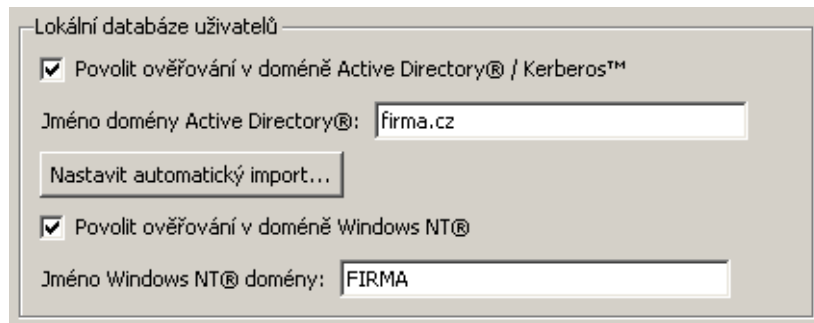 Lokální databáze uživatelů
Povolit ověřování v doméně Active Directory® / Kerberos™
Jméno domény Active Directory®: firma.cz
Nastavit automatický import...
Povolit ověřování v doméně Windows NT®
Jméno Windows NT® domény: FIRMA